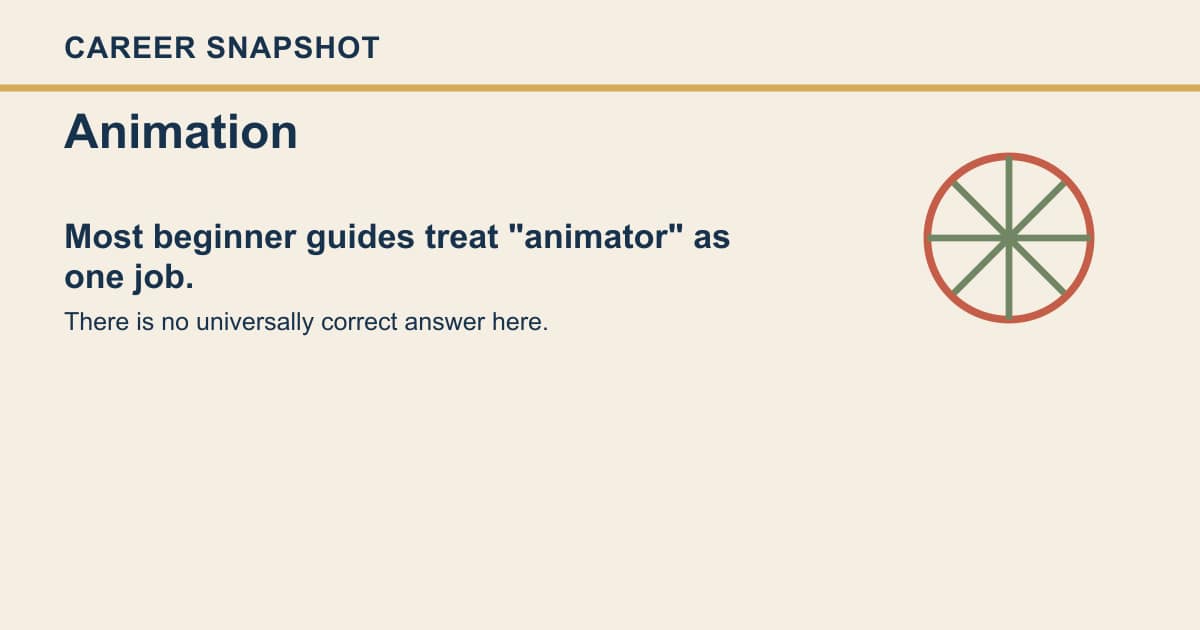 CAREER SNAPSHOT
Animation
Most beginner guides treat "animator" as
one job.
There is no universally correct answer here.